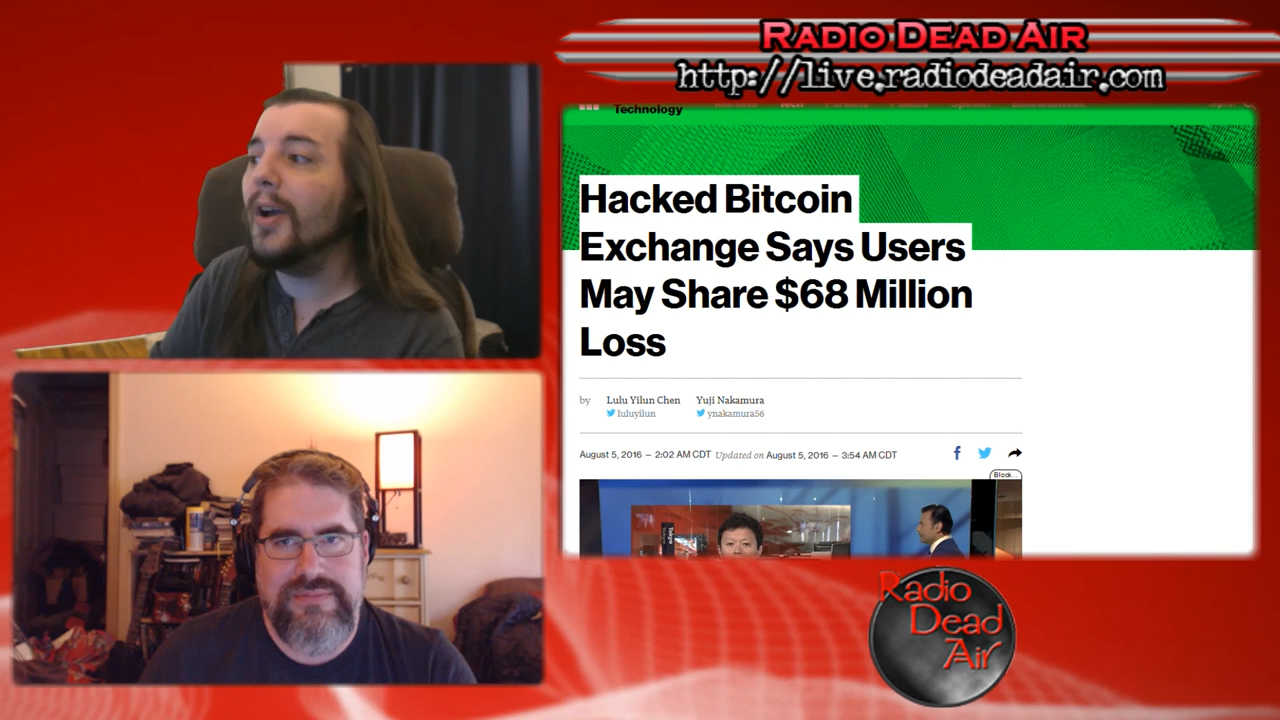 Radio Dead Air
http://live.radiodeadair.com
Technology
Hacked Bitcoin
Exchange Says Users
May Share $68 Million
Loss
by Lulu Yilun Chen Yuji Nakamura
luluyilun ynakamura56
August 5, 2016 – 2:02 AM CDT Updated on August 5, 2016 – 3:54 AM CDT
Block...
Radio
Dead
Air